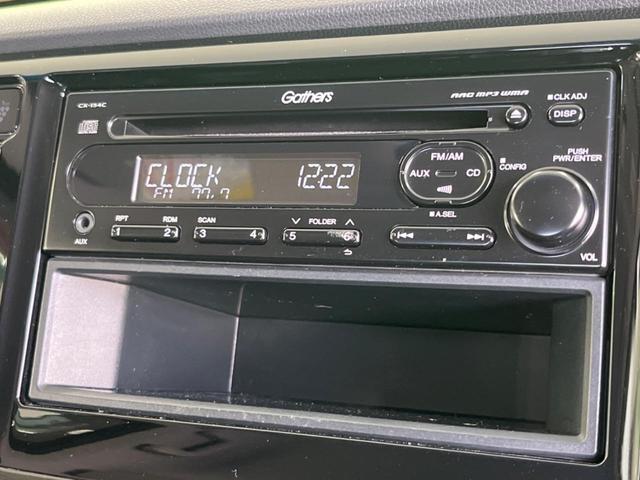 CX-154C
Gathers
AAC MP3 WMA
CLK ADJ
DISP
CLOCK 12:22
FM 77.7
FM/AM
AUX
CD
CONFIG
PUSH
PWR/ENTER
A.SEL
VOL
AUX
RPT RDM SCAN FOLDER
1 2 3 4 5 6